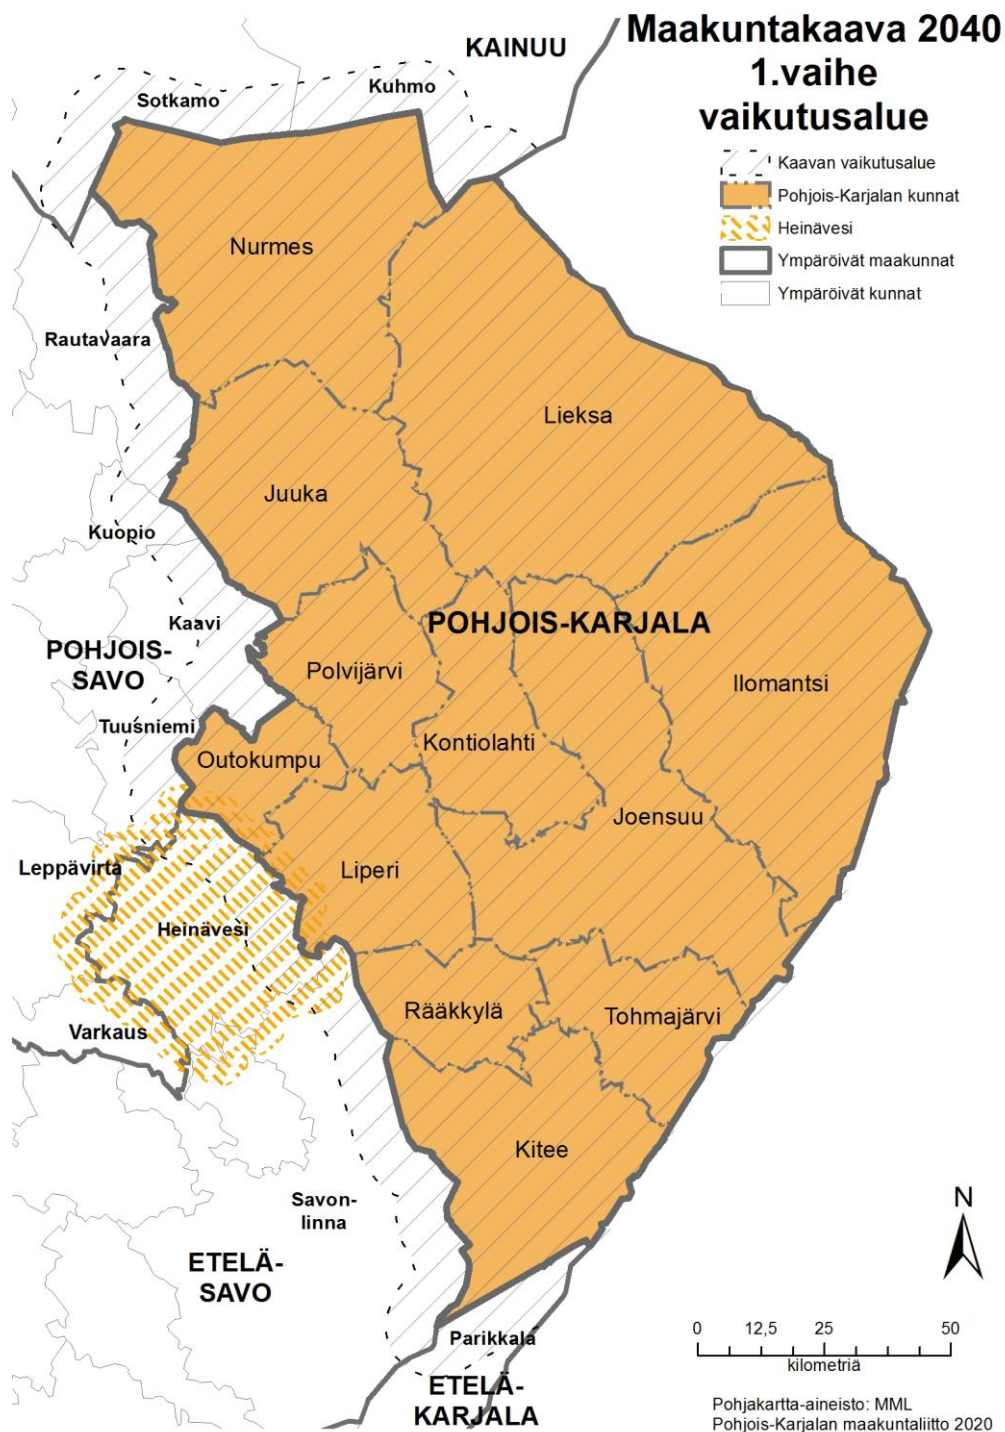 Maakuntakaava 2040
1.vaihe
vaikutusalue
Kaavan vaikutusalue
Pohjois-Karjalan kunnat
Heinävesi
Ympäröivät maakunnat
Ympäröivät kunnat
KAINUU
Kuhmo
Sotkamo
Nurmes
Rautavaara
Lieksa
Juuka
Kuopio
Kaavi
POHJOIS-KARJALA
POHJOIS-
SAVO
Polvijärvi
Ilomantsi
Tuusniemi
Kontiolahti
Outokumpu
Joensuu
Leppävirta
Liperi
Heinävesi
Rääkkylä
Tohmajärvi
Varkaus
Kitee
Savon-
linna
ETELÄ-
SAVO
Parikkala
ETELÄ-
KARJALA
N
0 12,5 25 50
kilometriä
Pohjakartta-aineisto: MML
Pohjois-Karjalan maakuntaliitto 2020